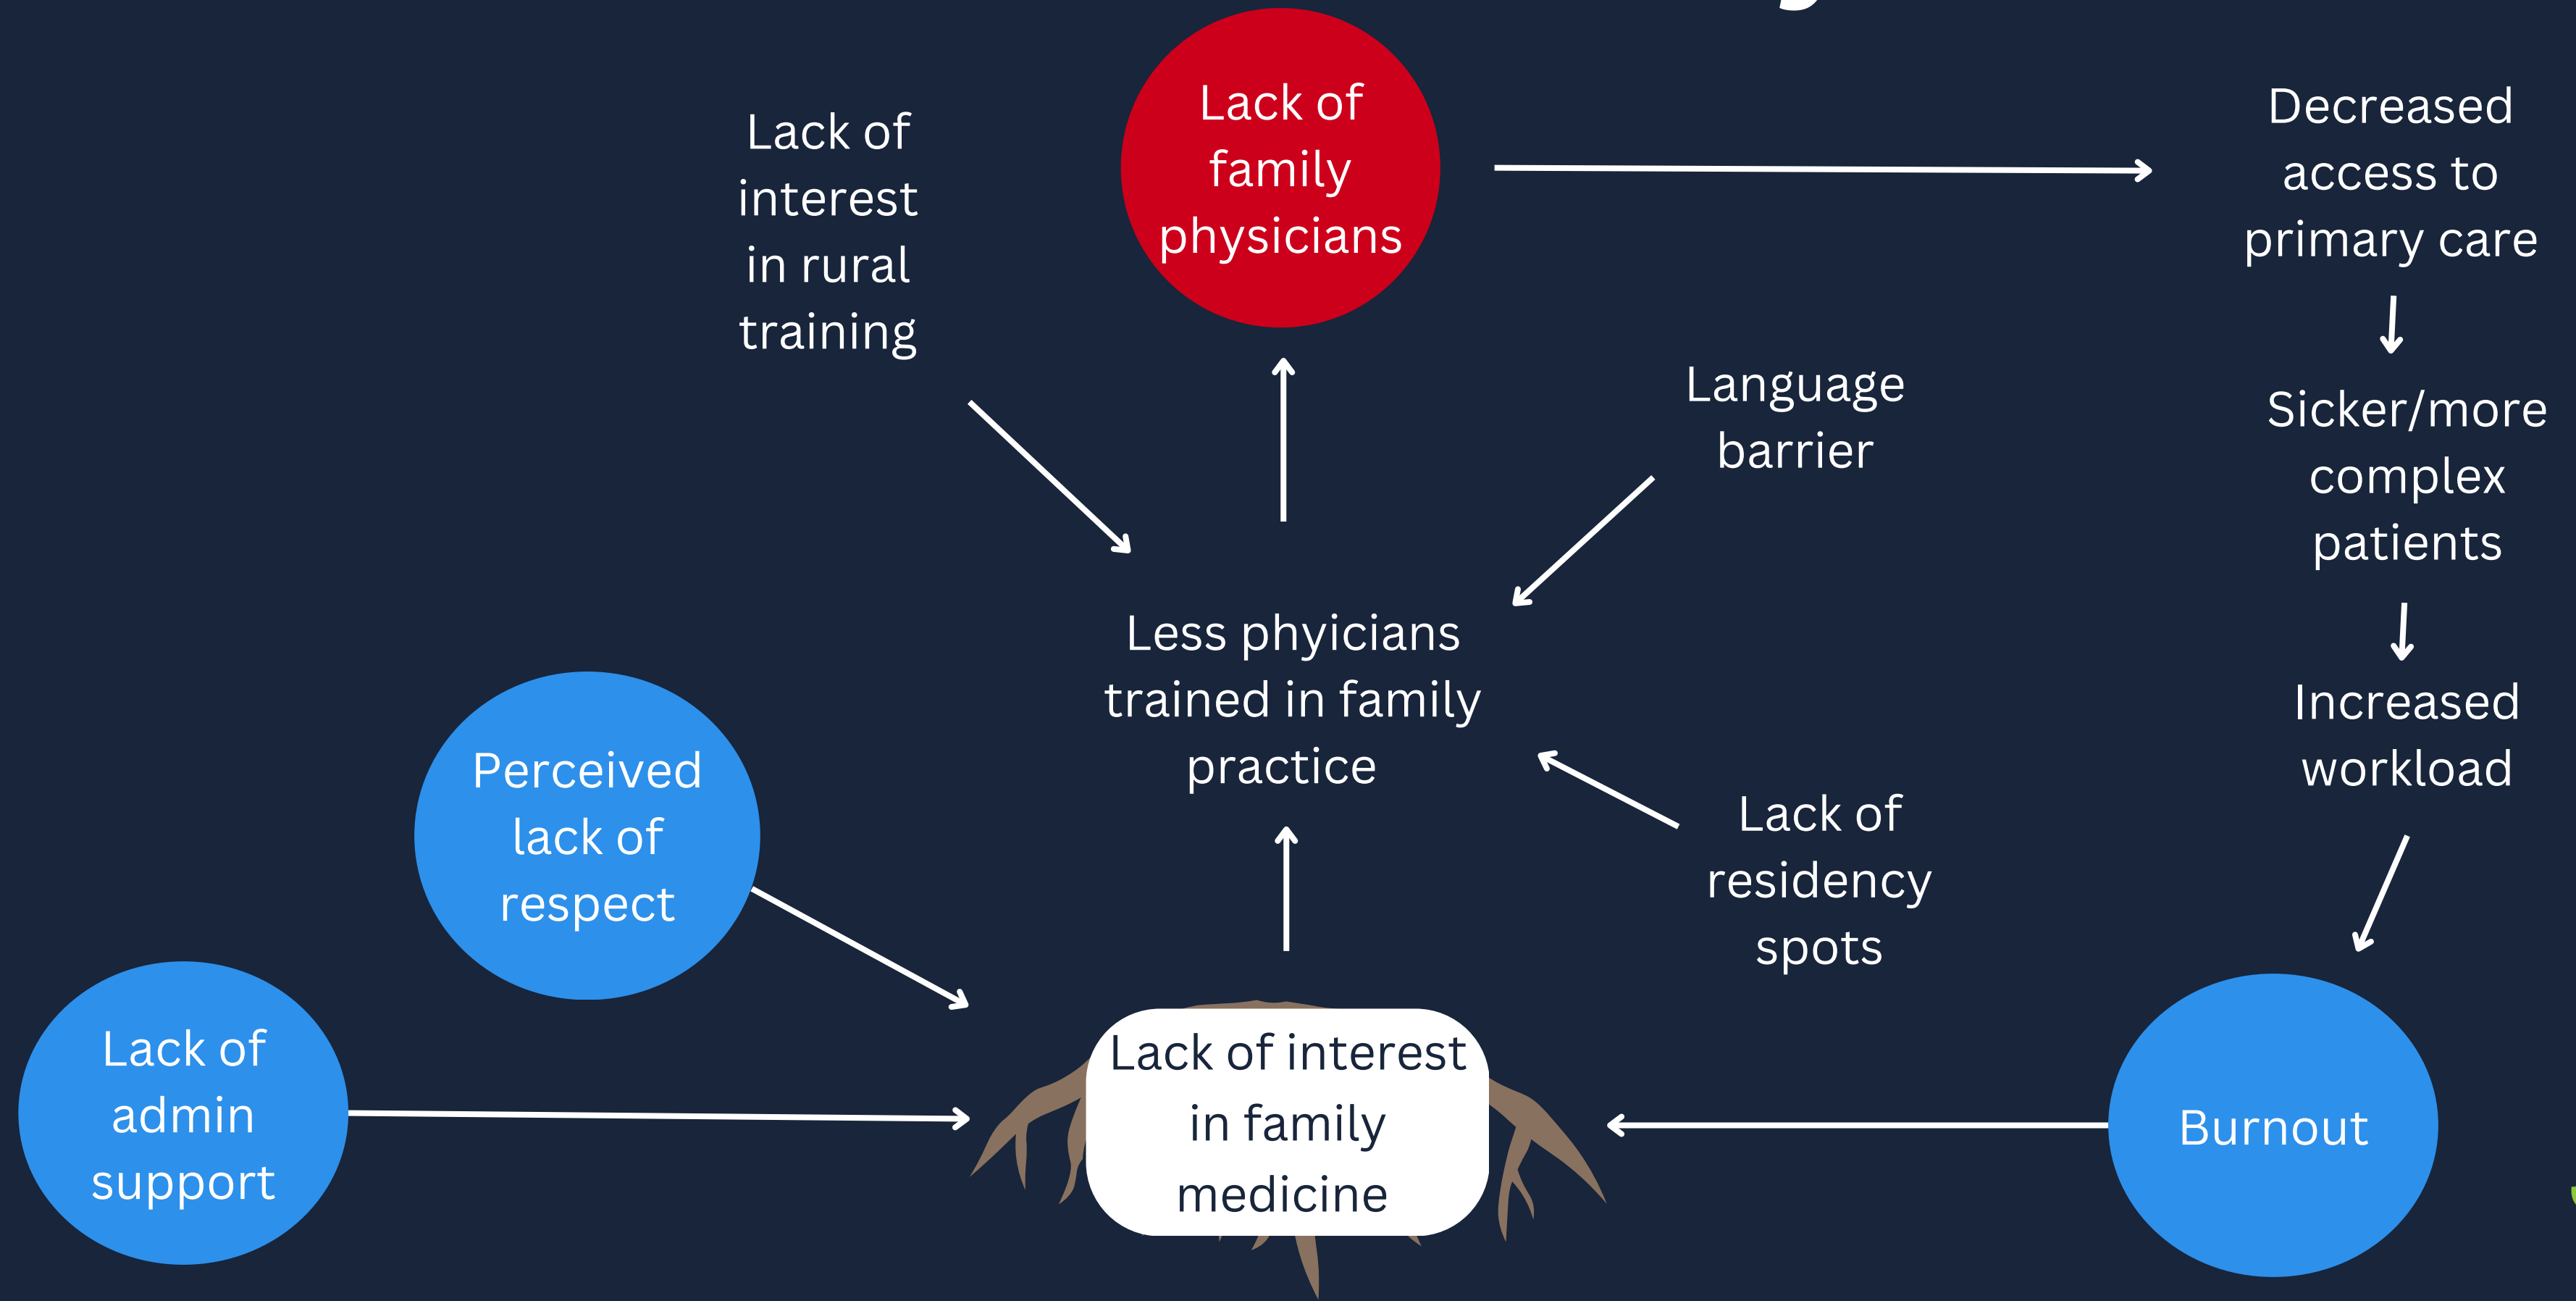 Lack of
family
physicians
Lack of
interest
in rural
training
Decreased
access to
primary care
Language
barrier
Sicker/more
complex
patients
Less phyicians
trained in family
practice
Increased
workload
Perceived
lack of
respect
Lack of
residency
spots
Lack of
admin
support
Lack of interest
in family
medicine
Burnout